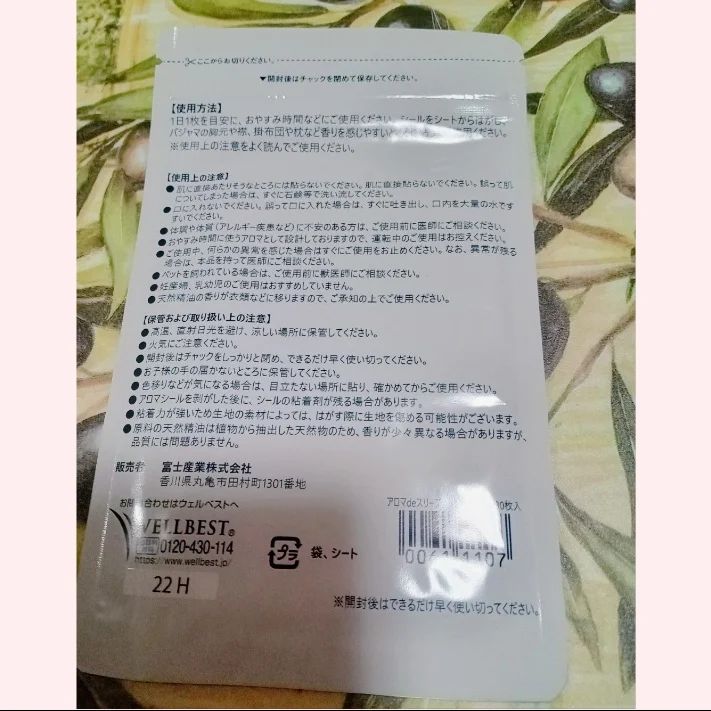 ここからお切りください。
▼開封後はチャックを閉めて保存してください。
【使用方法】
1日1枚を目安に、おやすみ時間などにご使用ください。シールをシートからはがし、
パジャマの胸元や襟、掛布団や枕など香りを感じやすい
※使用上の注意をよく読んでご使用ください。
【使用上の注意】
●肌に直接あたりそうなところには貼らないでください。肌に直接貼らないでください。誤って肌
についてしまった場合は、すぐに石鹸等で洗い流してください。
●口に入れないでください。誤って口に入れた場合は、すぐに吐き出し、口内を大量の水ですす
いでください。
●体調や体質(アレルギー疾患など)に不安のある方は、ご使用前に医師にご相談ください。
●おやすみ時間に使うアロマとして設計しておりますので、運転中のご使用はお控えください。
●ご使用中、何らかの異常を感じた場合はすぐにご使用をお止めください。なお、異常が残る
場合は、本品を持って医師にご相談ください。
●ペットを飼われている場合は、ご使用前に獣医師にご相談ください。
●妊産婦、乳幼児のご使用はおすすめしていません。
●天然精油の香りが衣類などに移りますので、ご承知の上でご使用ください。
【保管および取り扱い上の注意】
●高温、直射日光を避け、涼しい場所に保管してください。
●火気にご注意ください。
●開封後はチャックをしっかりと閉め、できるだけ早く使い切ってください。
●お子様の手の届かないところに保管してください。
●色移りなどが気になる場合は、目立たない場所に貼り、確かめてからご使用ください。
●アロマシールを剥がした後に、シールの粘着剤が残る場合があります。
●粘着力が強いため生地の素材によっては、はがす際に生地を傷める可能性がございます。
●原料の天然精油は植物から抽出した天然物のため、香りが少々異なる場合がありますが、
品質には問題ありません。
販売者 富士産業株式会社
香川県丸亀市田村町1301番地
お問い合わせはウェルベストへ
WELLBEST®
0120-430-114
https://www.wellbest.jp/
22H
プラ 袋、シート
アロマdeスリープ
0枚入
※開封後はできるだけ早く使い切ってください。